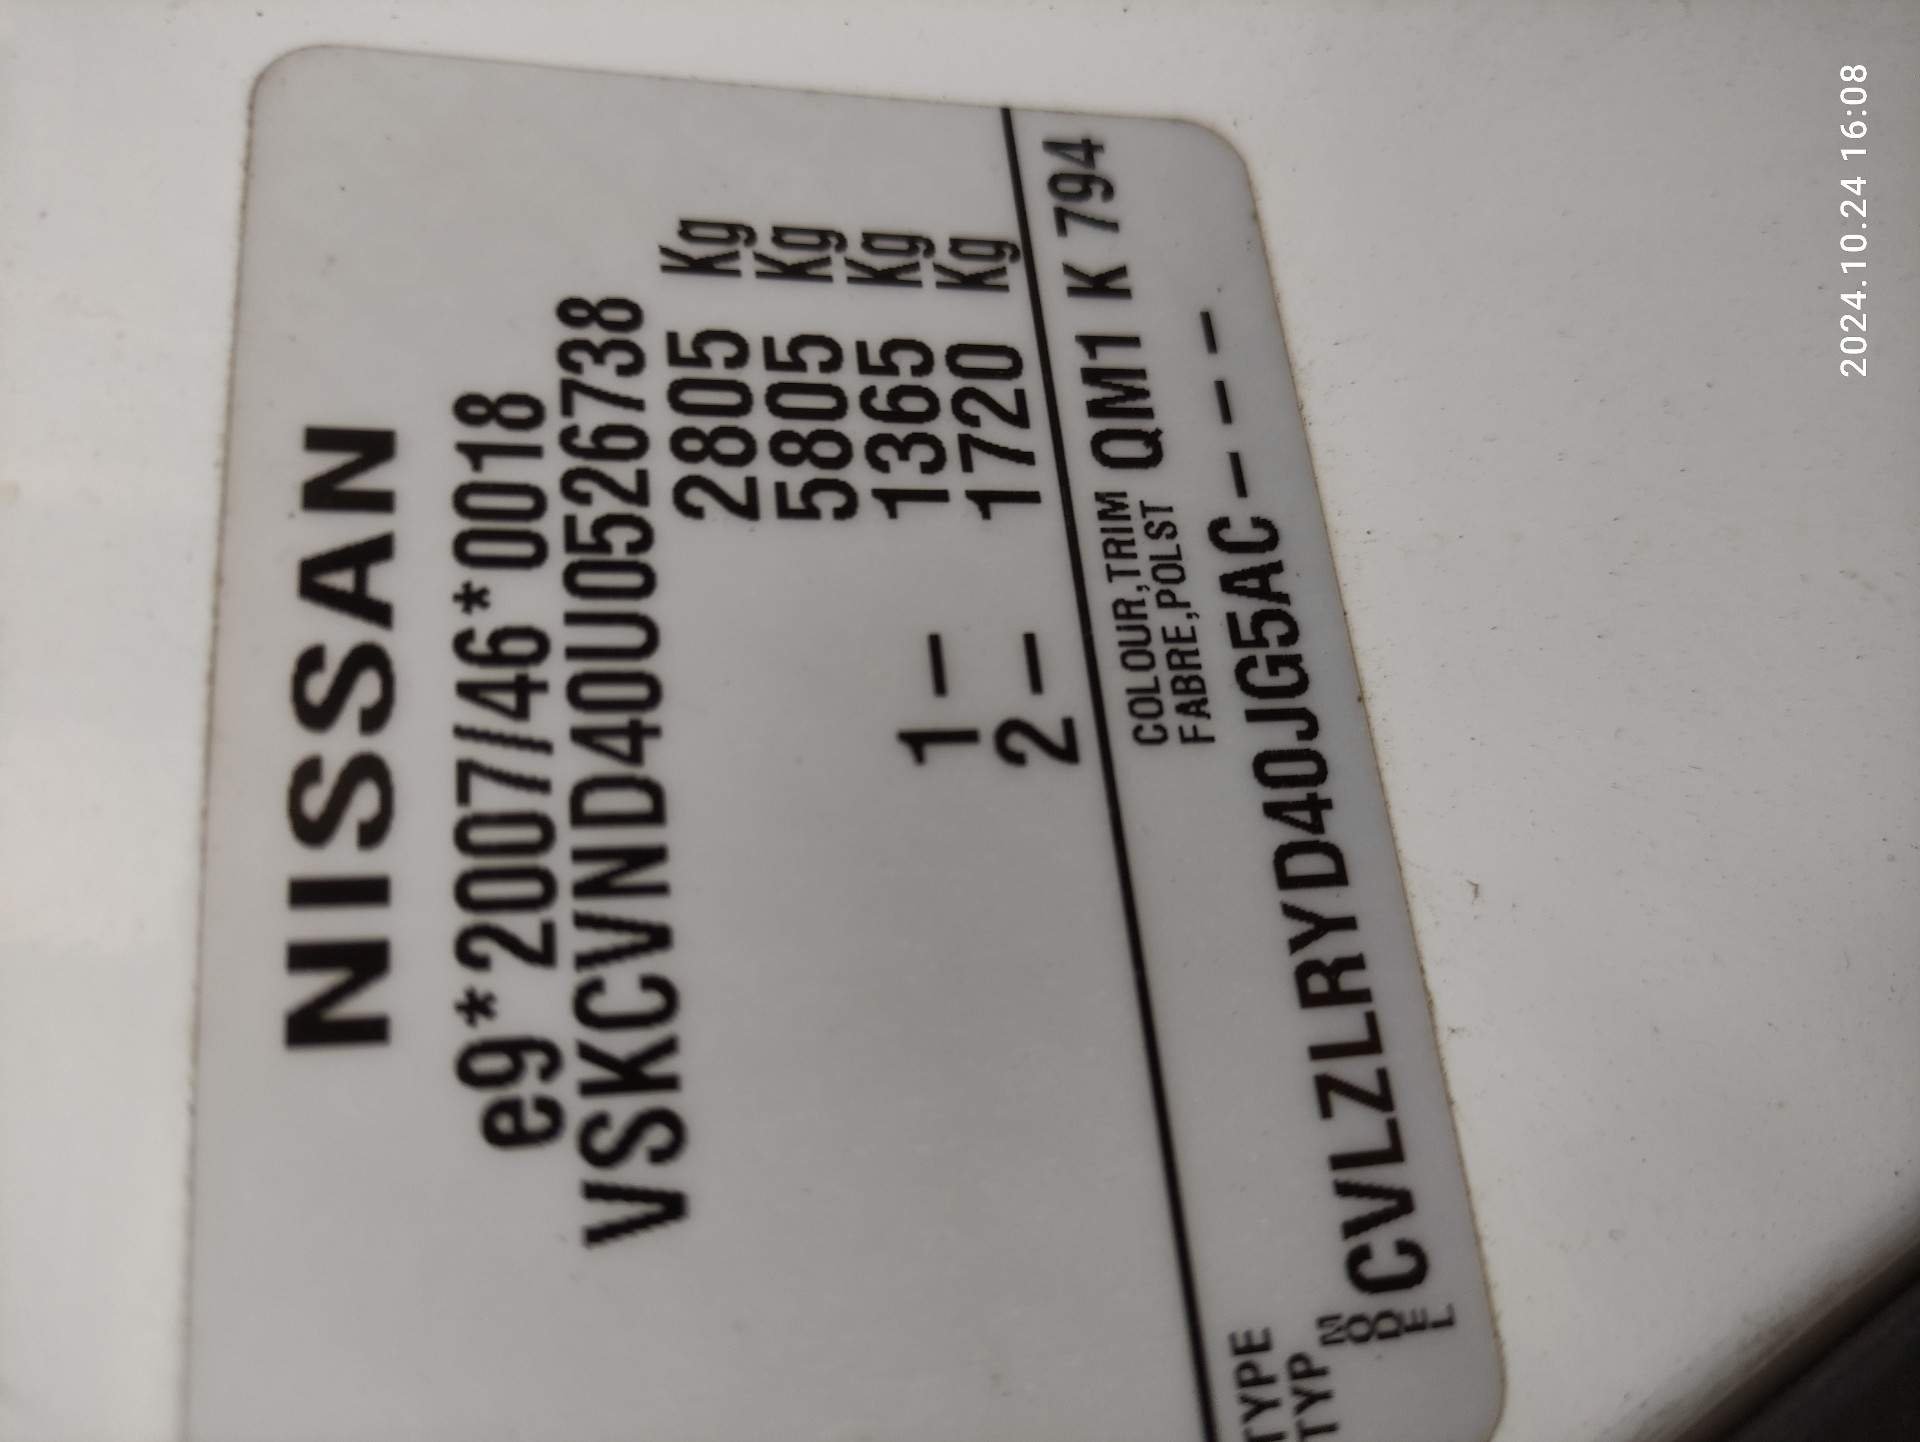 NISSAN
e9*2007/46*0018
VSKCVND40U0526738
2805 Kg
5805 Kg
1 – 1365 Kg
2 – 1720 Kg
COLOUR,TRIM
FABRE,POLST
QM1 K 794
TYPE
TYP
MODEL
CVLZLRYD40JG5AC----
2024.10.24 16:08